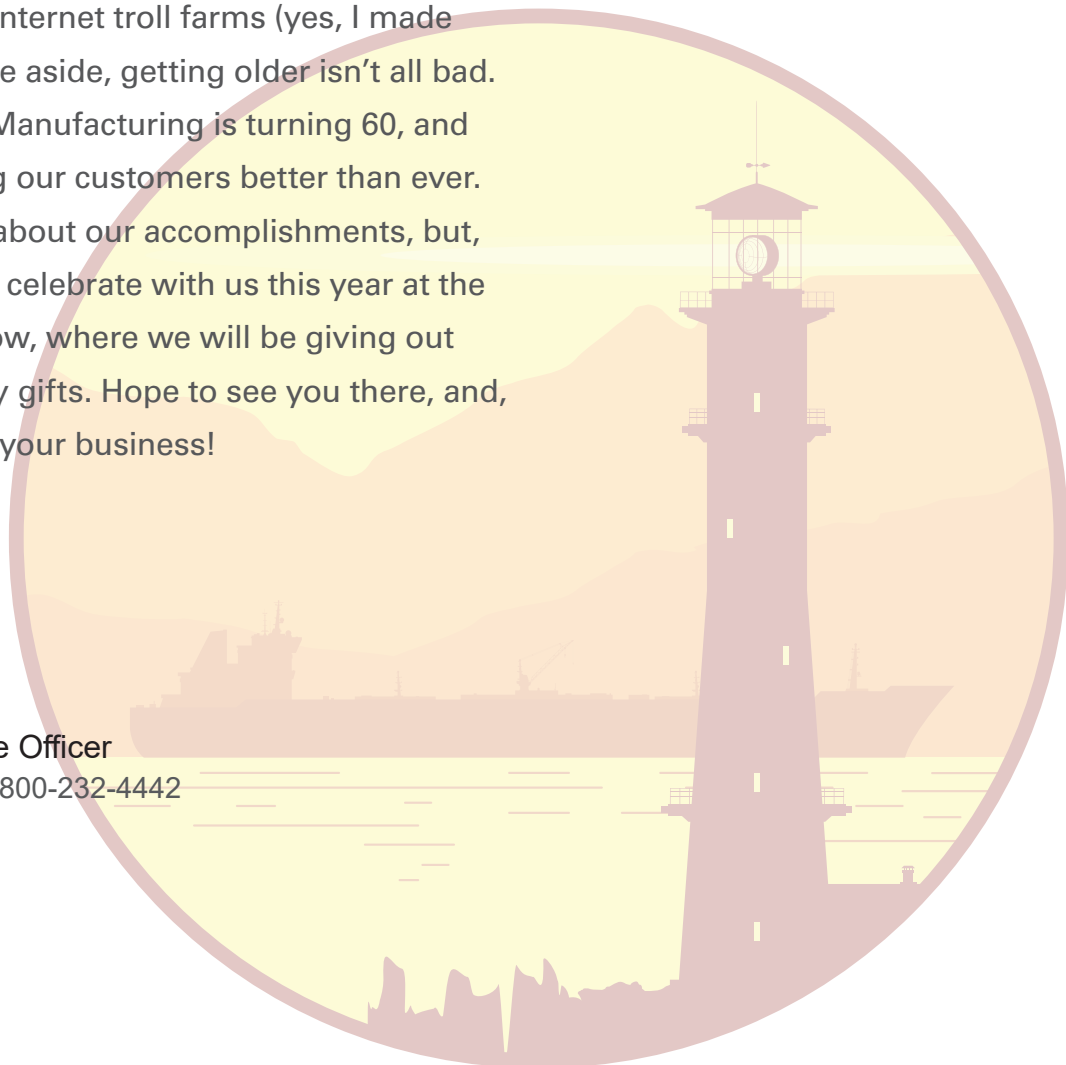 nternet troll farms (yes, I made
e aside, getting older isn’t all bad.
Manufacturing is turning 60, and
g our customers better than ever.
about our accomplishments, but,
celebrate with us this year at the
ow, where we will be giving out
y gifts. Hope to see you there, and,
your business!
e Officer
800-232-4442